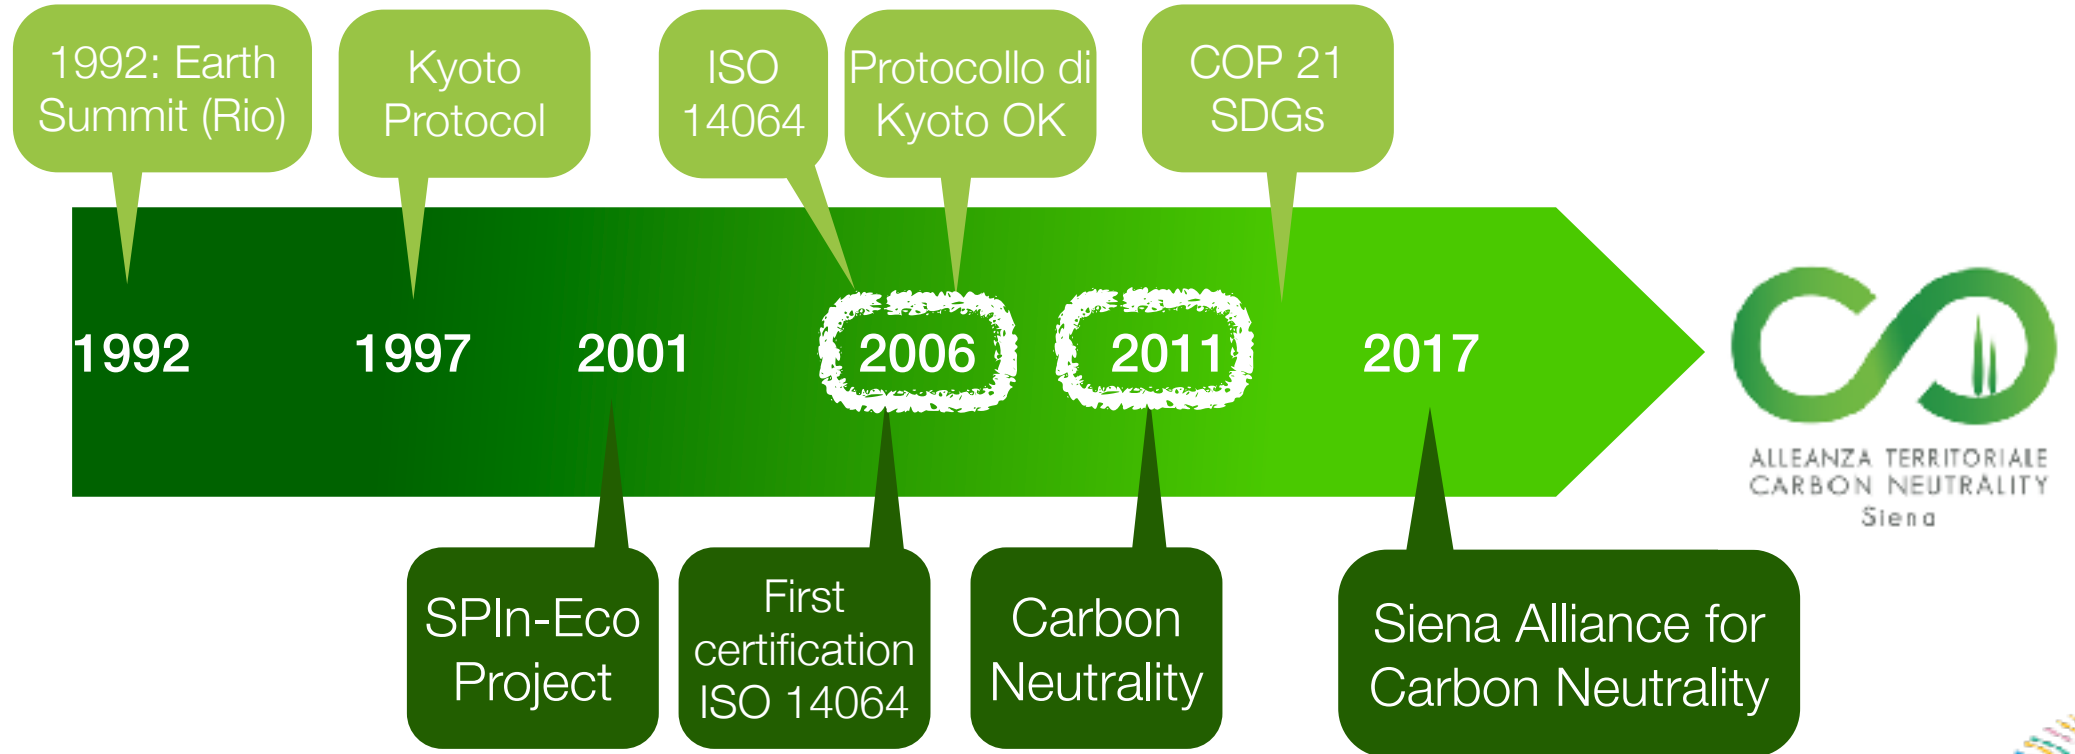 1992: Earth
Summit (Rio)
Kyoto
Protocol
ISO
14064
Protocollo di
Kyoto OK
COP 21
SDGs
1992
1997
2001
2006
2011
2017
ALLEANZA TERRITORIALE
CARBON NEUTRALITY
Siena
SPIn-Eco
Project
First
certification
ISO 14064
Carbon
Neutrality
Siena Alliance for
Carbon Neutrality